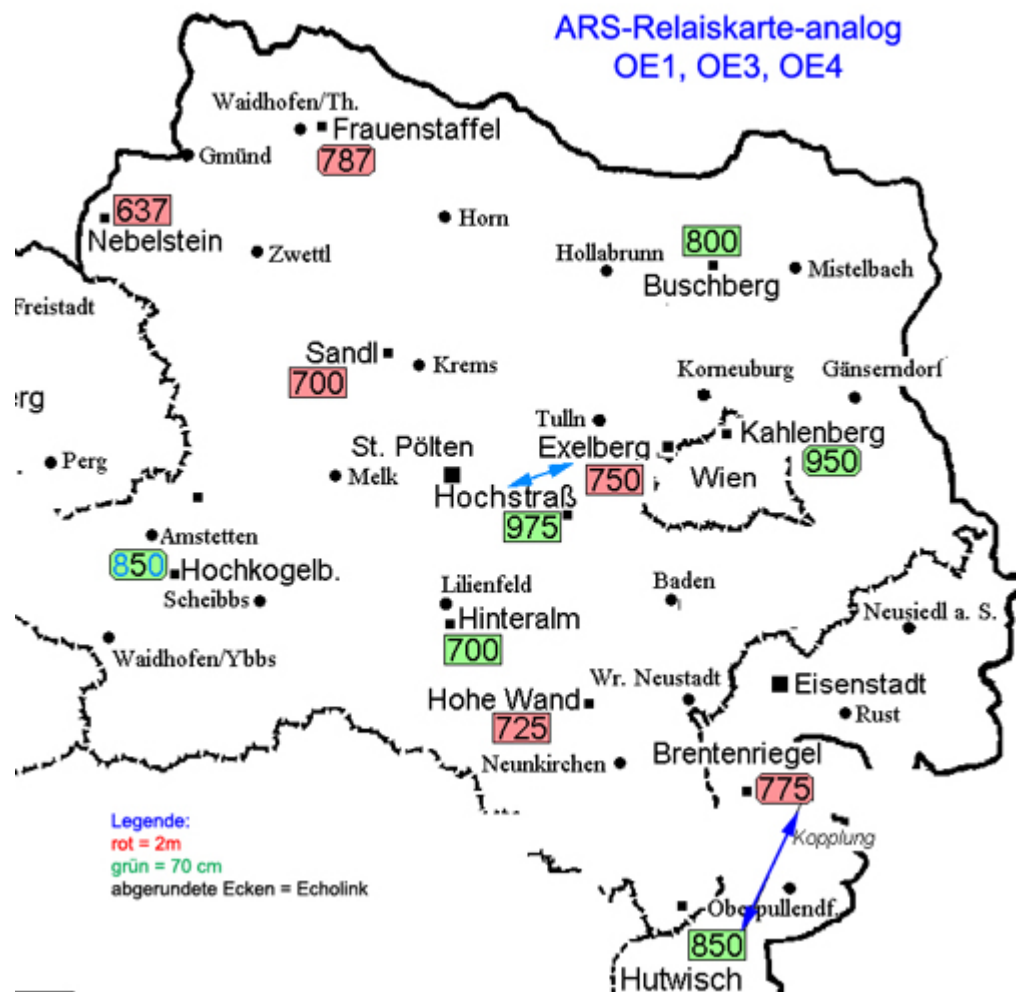 ARS-Relaiskarte-analog
OE1, OE3, OE4
Waidhofen/Th.
Frauenstaffel
787
Gmünd
637
Nebelstein
Horn
Zwettl
Hollabrunn
800
Buschberg
Mistelbach
Freistadt
Sandl
700
Krems
Korneuburg
Gänserndorf
erg
Tulln
Exelberg
750
Kahlenberg
950
Wien
Perg
St. Pölten
Melk
Hochstraß
975
Amstetten
850
Hochkogelb.
Scheibbs
Lilienfeld
Hinteralm
700
Baden
Neusiedl a. S.
Waidhofen/Ybbs
Wr. Neustadt
Eisenstadt
Rust
Hohe Wand
725
Neunkirchen
Brentenriegel
775
Kopplung
Legende:
rot = 2m
grün = 70 cm
abgerundete Ecken = Echolink
Oberpullendf.
850
Hutwisch